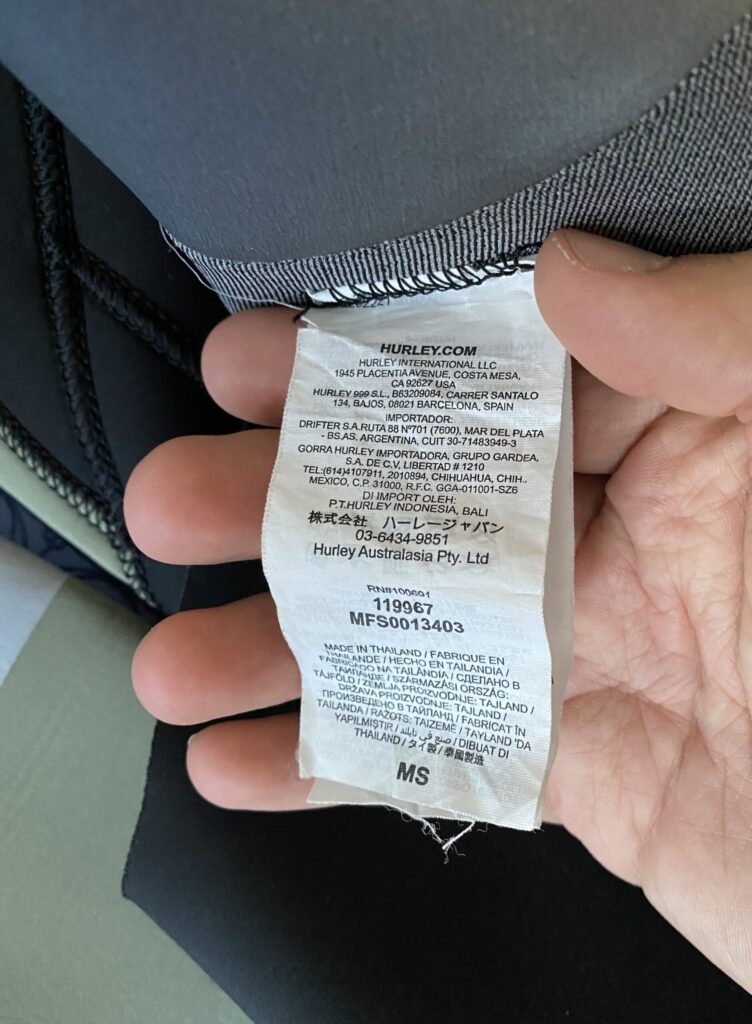 HURLEY.COM
HURLEY INTERNATIONAL LLC
1945 PLACENTIA AVENUE, COSTA MESA,
CA 92627 USA
HURLEY 999 S.L., B63209084, CARRER SANTALO
134, BAJOS, 08021 BARCELONA, SPAIN
IMPORTADOR:
DRIFTER S.A.RUTA 88 Nº701 (7600), MAR DEL PLATA
- BS.AS. ARGENTINA, CUIT 30-71483949-3
GORRA HURLEY IMPORTADORA, GRUPO GARDEA,
S.A. DE C.V, LIBERTAD # 1210
TEL:(614)4107911, 2010894, CHIHUAHUA, CHIH.,
MEXICO, C.P. 31000, R.F.C. GGA-011001-SZ6
DI IMPORT OLEH:
P.T.HURLEY INDONESIA, BALI
株式会社 ハーレージャパン
03-6434-9851
Hurley Australasia Pty. Ltd
RN#100601
119967
MFS0013403
MADE IN THAILAND / FABRIQUE EN
THAILANDE / HECHO EN TAILANDIA /
FABRICADO NA TAILÂNDIA / СДЕЛАНО В
ТАИЛАНДЕ / SZÁRMAZÁSI ORSZÁG:
TÁJFÖLD / ZEMLJA PROIZVODNJE: TAJLAND /
DRŽAVA PROIZVODNJE: TAJLAND /
ПРОИЗВЕДЕНО В ТАЙЛАНД / FABRICAT ÎN
TAILANDA / RAŽOTS: TAIZEMĒ / TAYLAND 'DA
YAPILMIŞTIR / صنع في تايلند / DIBUAT DI
THAILAND / タイ製 / 泰國製造
MS